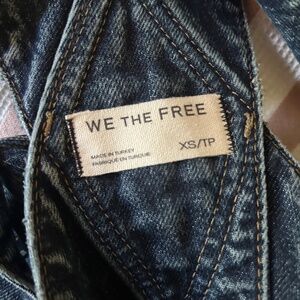 WE THE FREE
XS/TP
MADE IN TURKEY
FABRIQUÉ EN TURQUIE